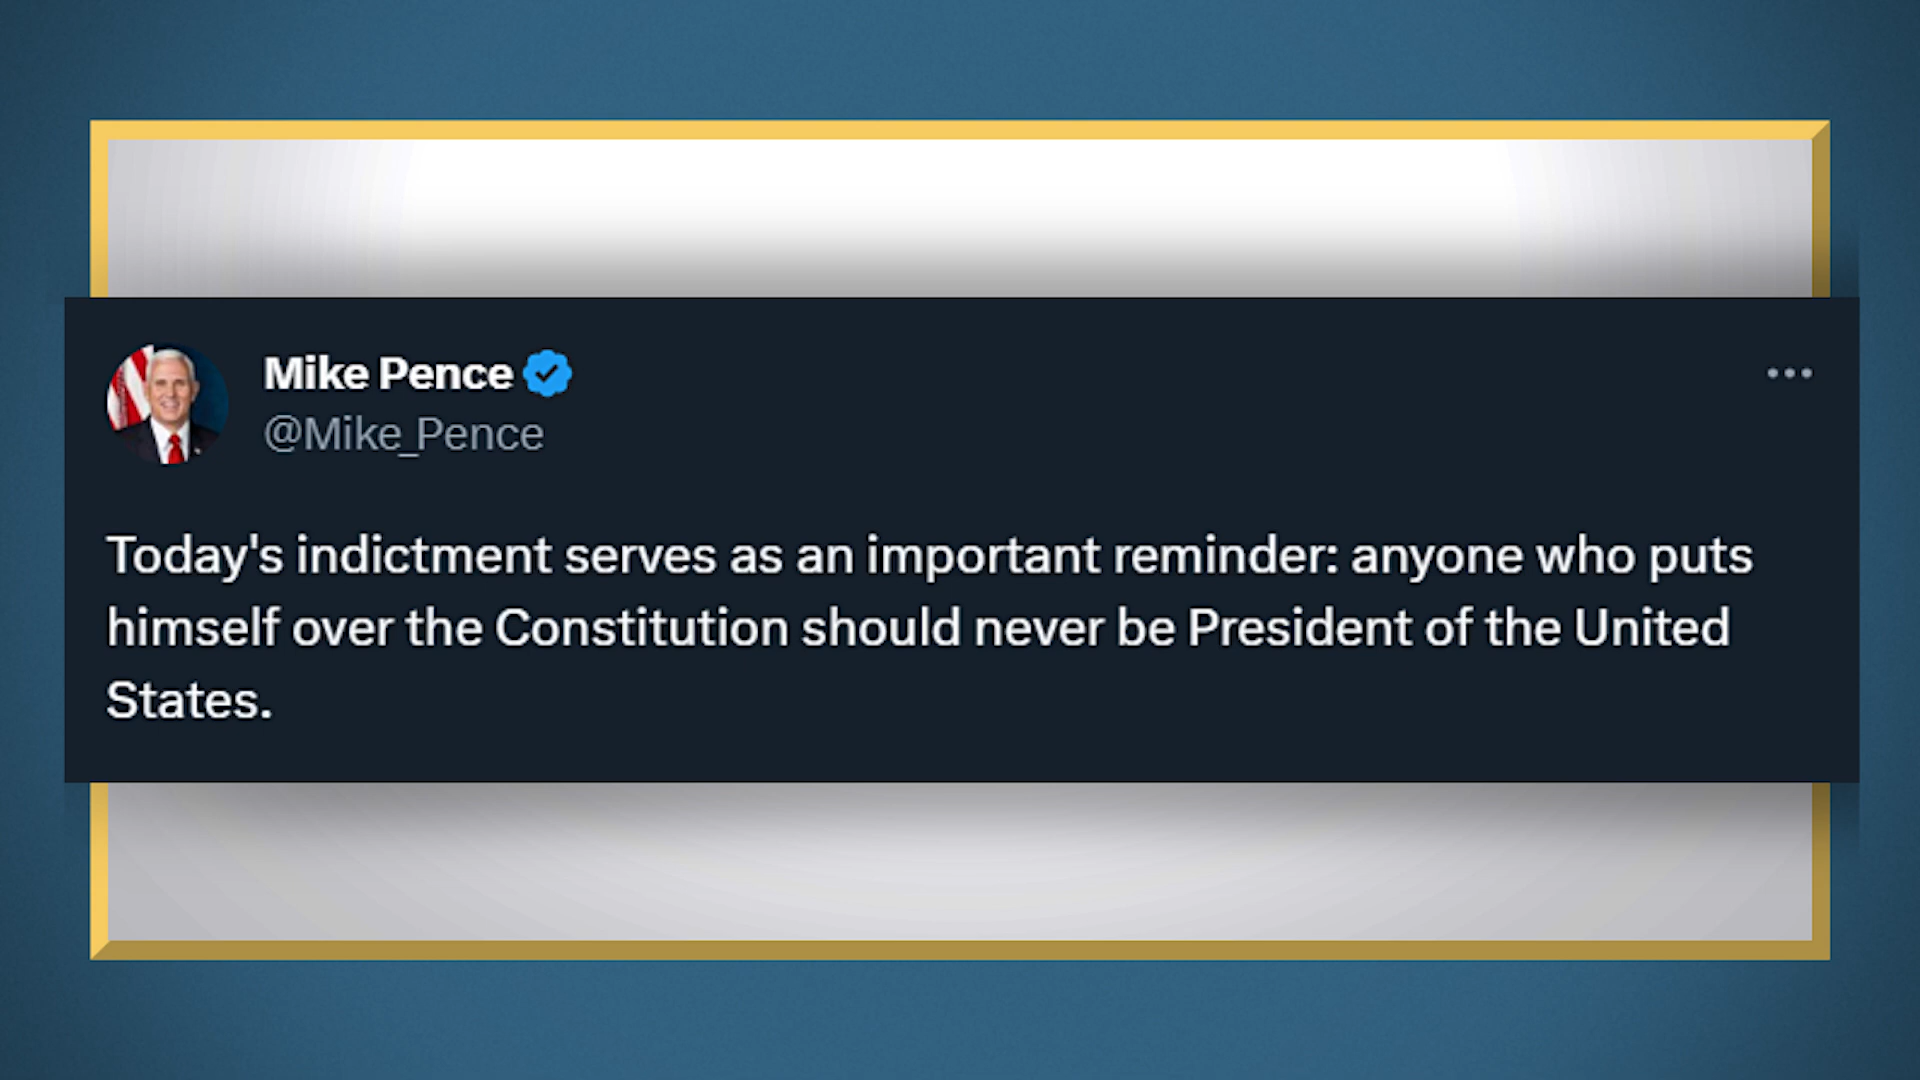 Mike Pence
@Mike_Pence
Today's indictment serves as an important reminder: anyone who puts
himself over the Constitution should never be President of the United
States.